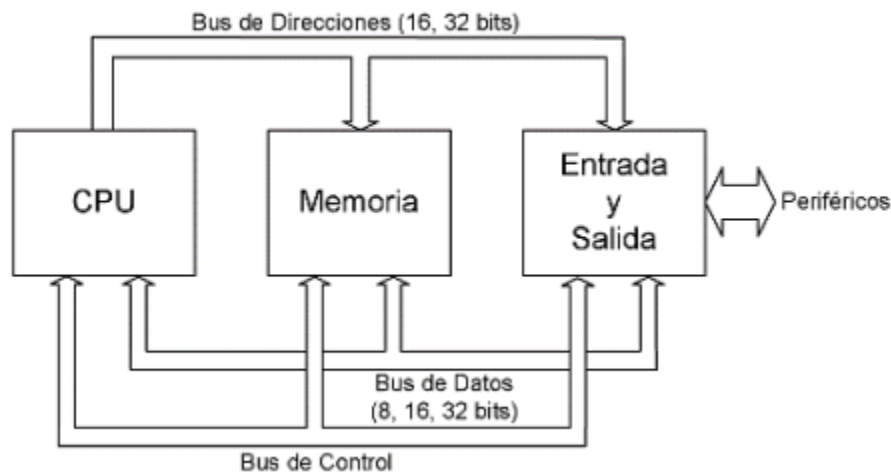 Bus de Direcciones (16, 32 bits)
CPU
Memoria
Entrada
y
Salida
Periféricos
Bus de Datos
(8, 16, 32 bits)
Bus de Control